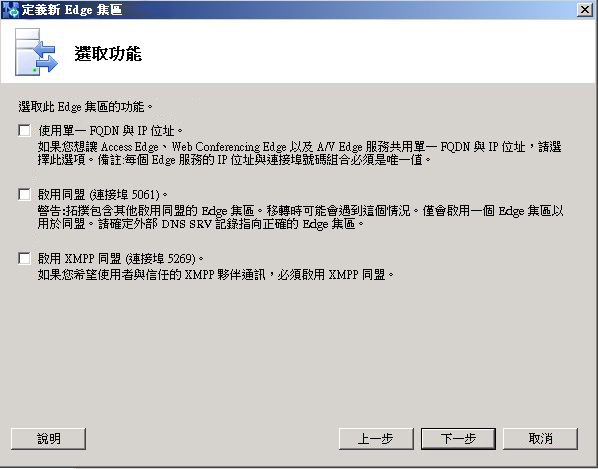 定義新 Edge 集區
選取功能
選取此 Edge 集區的功能。
使用單一 FQDN 與 IP 位址。
如果您想讓 Access Edge、Web Conferencing Edge 以及 A/V Edge 服務共用單一 FQDN 與 IP 位址，請選
擇此選項。備註:每個 Edge 服務的 IP 位址與連接埠號碼組合必須是唯一值。
啟用同盟 (連接埠 5061)。
警告:拓撲包含其他啟用同盟的 Edge 集區。移轉時可能會遇到這個情況。僅會啟用一個 Edge 集區以
用於同盟。請確定外部 DNS SRV 記錄指向正確的 Edge 集區。
啟用 XMPP 同盟 (連接埠 5269)。
如果您希望使用者與信任的 XMPP 夥伴通訊，必須啟用 XMPP 同盟。
說明
上一步
下一步
取消